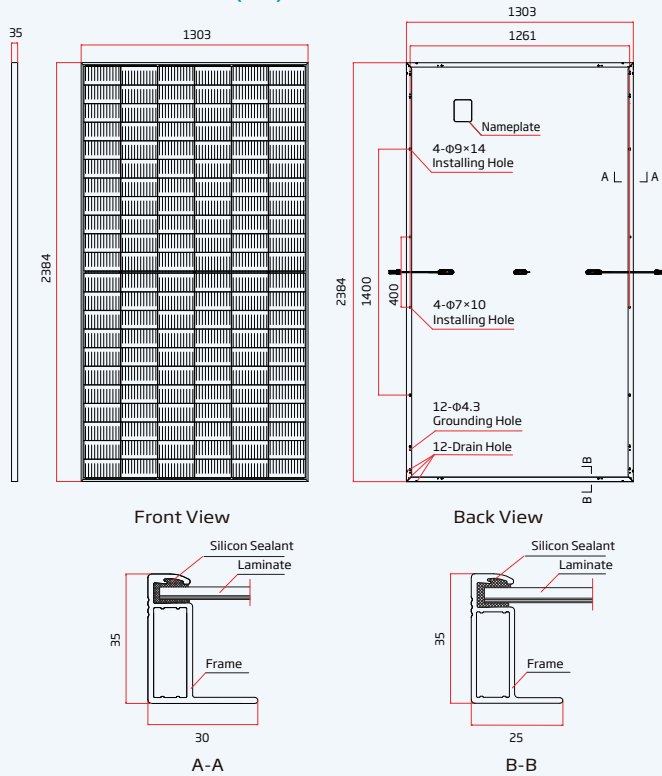 35
1303
2384
Front View
1303
1261
Nameplate
4-Φ9×14
Installing Hole
A
A
2384
1400
400
4-Φ7×10
Installing Hole
12-Φ4.3
Grounding Hole
12-Drain Hole
B
B
Back View
Silicon Sealant
Laminate
35
Frame
30
A-A
Silicon Sealant
Laminate
35
Frame
25
B-B